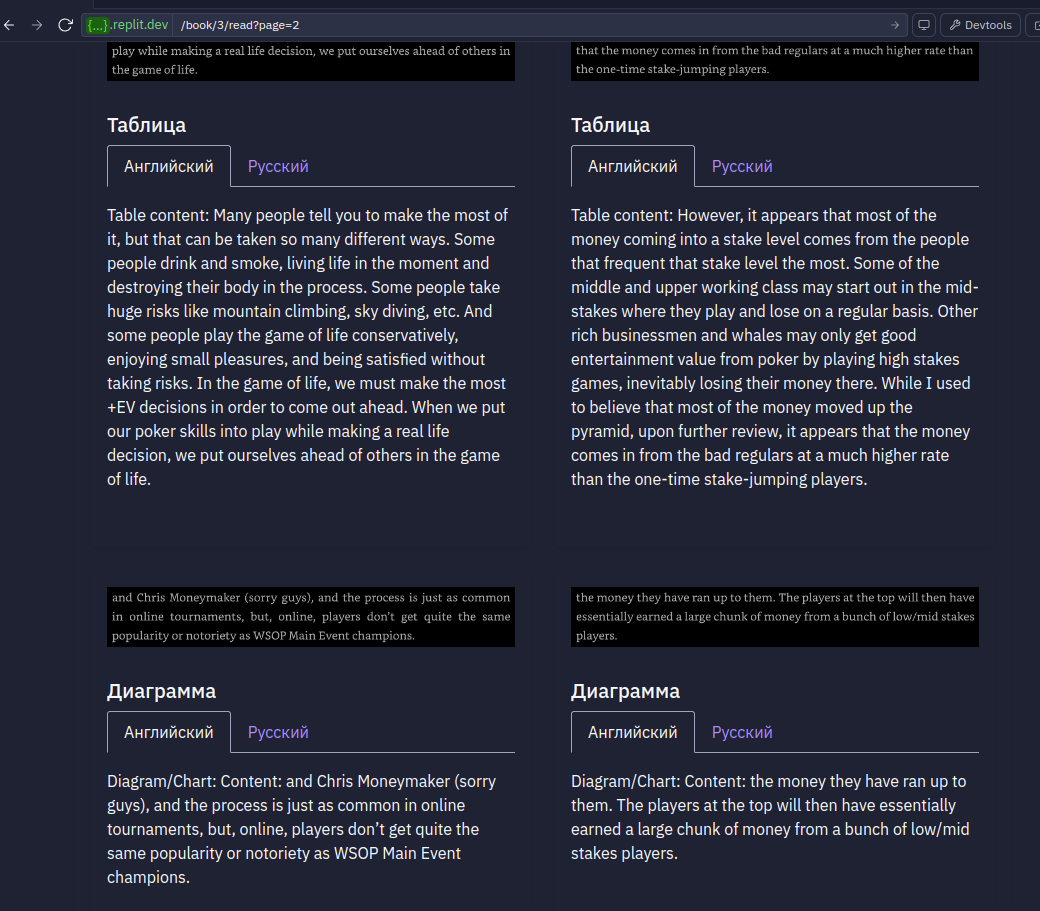 {...}.replit.dev /book/3/read?page=2 Devtools
play while making a real life decision, we put ourselves ahead of others in
the game of life.
that the money comes in from the bad regulars at a much higher rate than
the one-time stake-jumping players.
Таблица
Английский Русский
Table content: Many people tell you to make the most of
it, but that can be taken so many different ways. Some
people drink and smoke, living life in the moment and
destroying their body in the process. Some people take
huge risks like mountain climbing, sky diving, etc. And
some people play the game of life conservatively,
enjoying small pleasures, and being satisfied without
taking risks. In the game of life, we must make the most
+EV decisions in order to come out ahead. When we put
our poker skills into play while making a real life
decision, we put ourselves ahead of others in the game
of life.
Таблица
Английский Русский
Table content: However, it appears that most of the
money coming into a stake level comes from the people
that frequent that stake level the most. Some of the
middle and upper working class may start out in the mid-
stakes where they play and lose on a regular basis. Other
rich businessmen and whales may only get good
entertainment value from poker by playing high stakes
games, inevitably losing their money there. While I used
to believe that most of the money moved up the
pyramid, upon further review, it appears that the money
comes in from the bad regulars at a much higher rate
than the one-time stake-jumping players.
and Chris Moneymaker (sorry guys), and the process is just as common
in online tournaments, but, online, players don't get quite the same
popularity or notoriety as WSOP Main Event champions.
the money they have ran up to them. The players at the top will then have
essentially earned a large chunk of money from a bunch of low/mid stakes
players.
Диаграмма
Английский Русский
Diagram/Chart: Content: and Chris Moneymaker (sorry
guys), and the process is just as common in online
tournaments, but, online, players don't get quite the
same popularity or notoriety as WSOP Main Event
champions.
Диаграмма
Английский Русский
Diagram/Chart: Content: the money they have ran up to
them. The players at the top will then have essentially
earned a large chunk of money from a bunch of low/mid
stakes players.